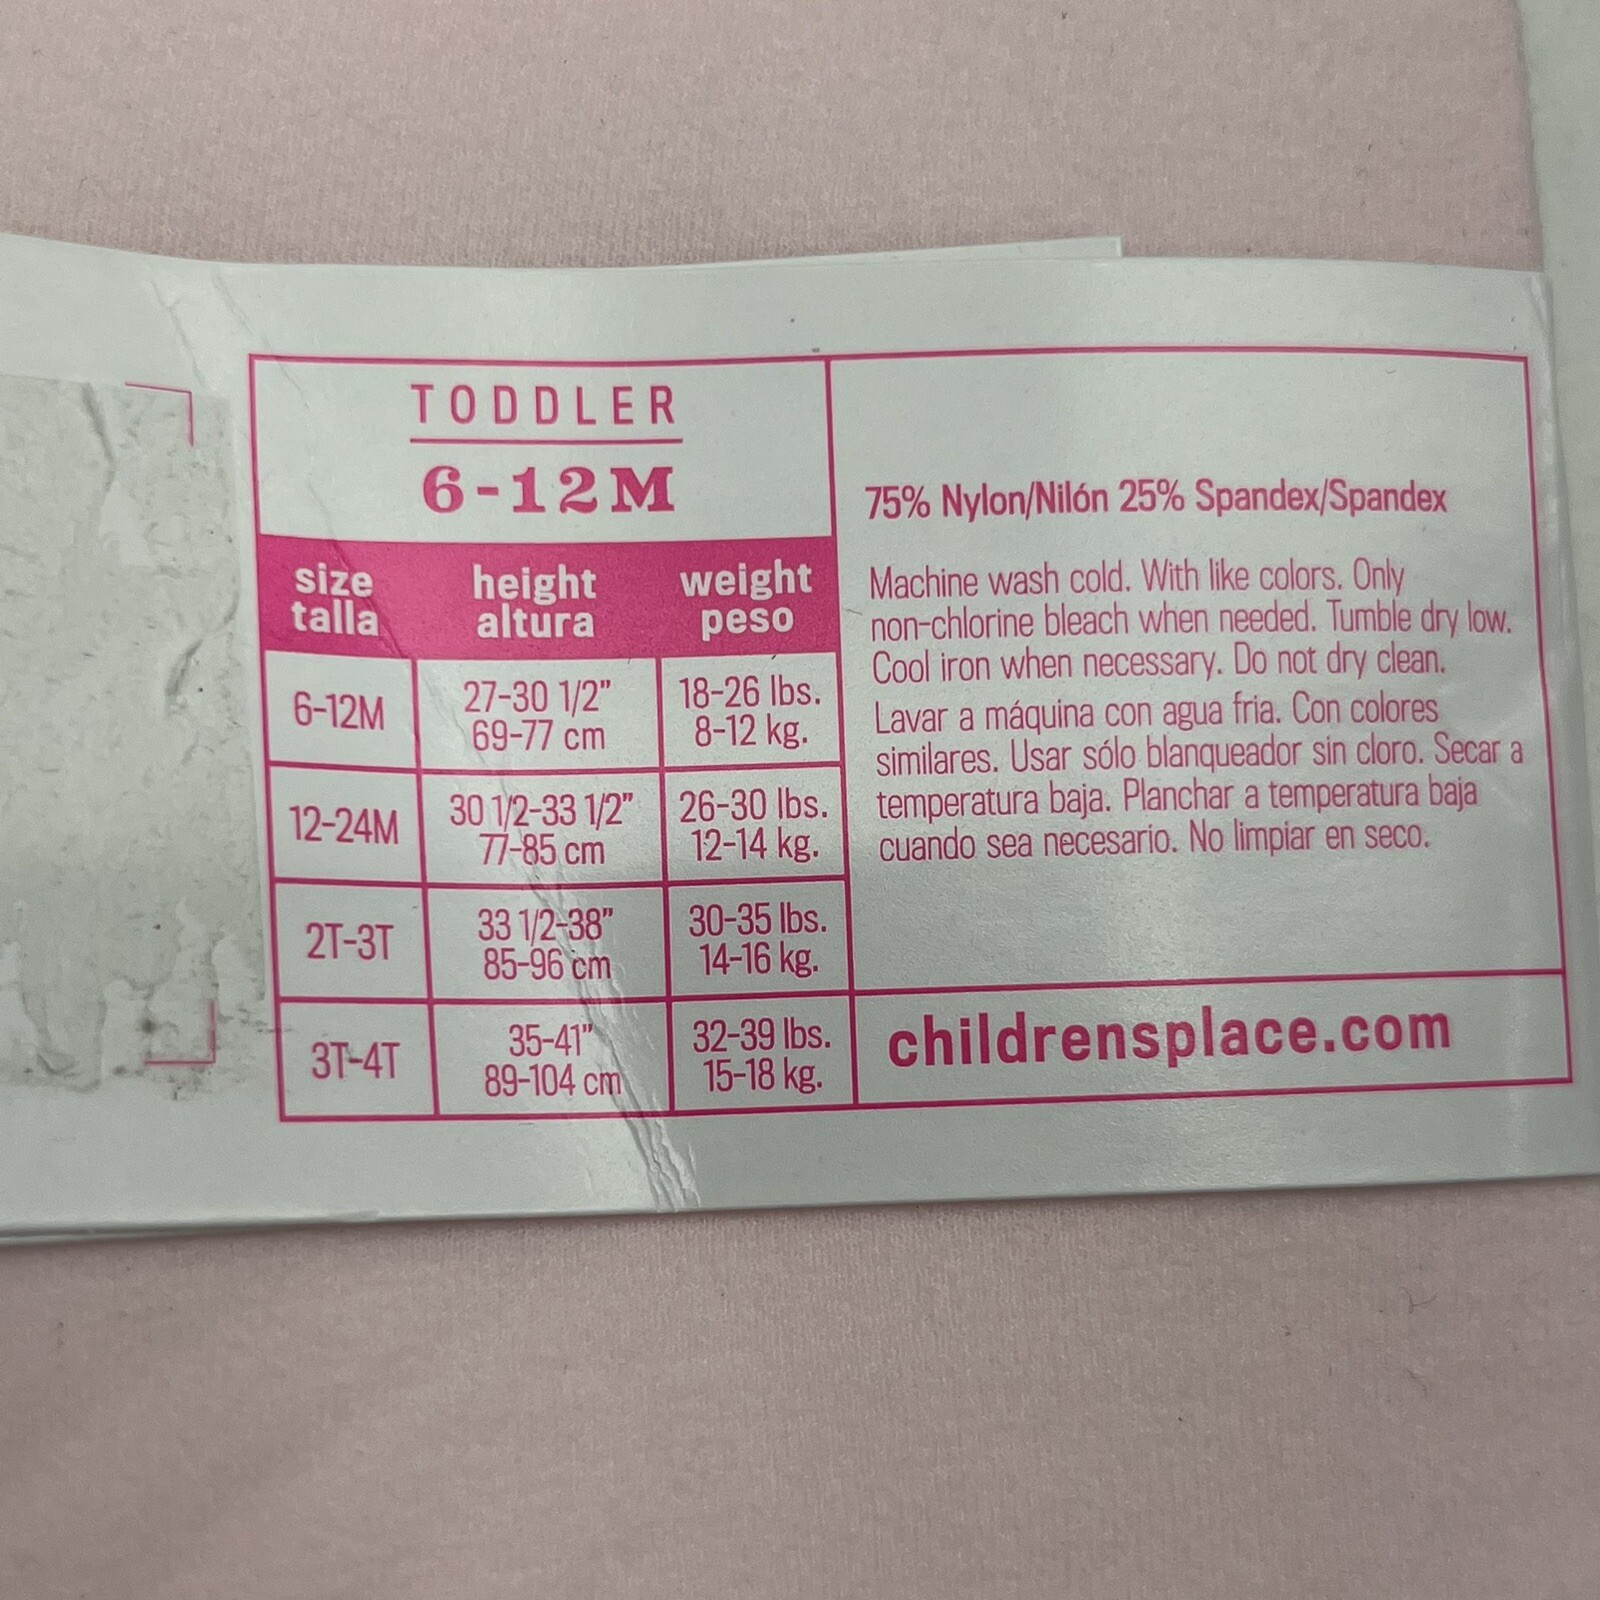 TODDLER
6-12M
size height weight
talla altura peso
6-12M 27-30 1/2" 18-26 lbs.
69-77 cm 8-12 kg.
12-24M 30 1/2-33 1/2" 26-30 lbs.
77-85 cm 12-14 kg.
2T-3T 33 1/2-38" 30-35 lbs.
85-96 cm 14-16 kg.
3T-4T 35-41" 32-39 lbs.
89-104 cm 15-18 kg.
75% Nylon/Nilón 25% Spandex/Spandex
Machine wash cold. With like colors. Only
non-chlorine bleach when needed. Tumble dry low.
Cool iron when necessary. Do not dry clean.
Lavar a máquina con agua fria. Con colores
similares. Usar sólo blanqueador sin cloro. Secar a
temperatura baja. Planchar a temperatura baja
cuando sea necesario. No limpiar en seco.
childrensplace.com